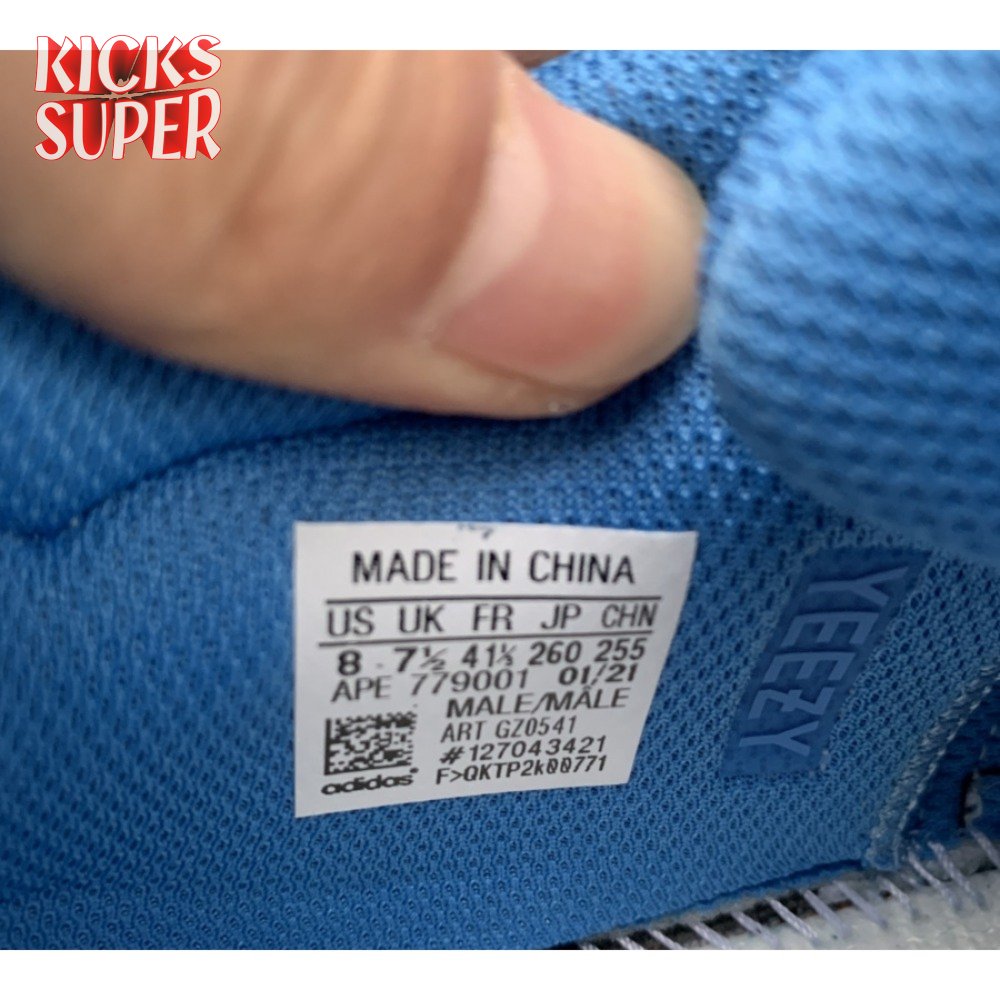 KICKS
SUPER
MADE IN CHINA
US UK FR JP CHN
8 7½ 41⅓ 260 255
APE 779001 01/21
MALE/MÂLE
ART GZ0541
#127043421
F>QKTP2k00771
adidas
YEEZY